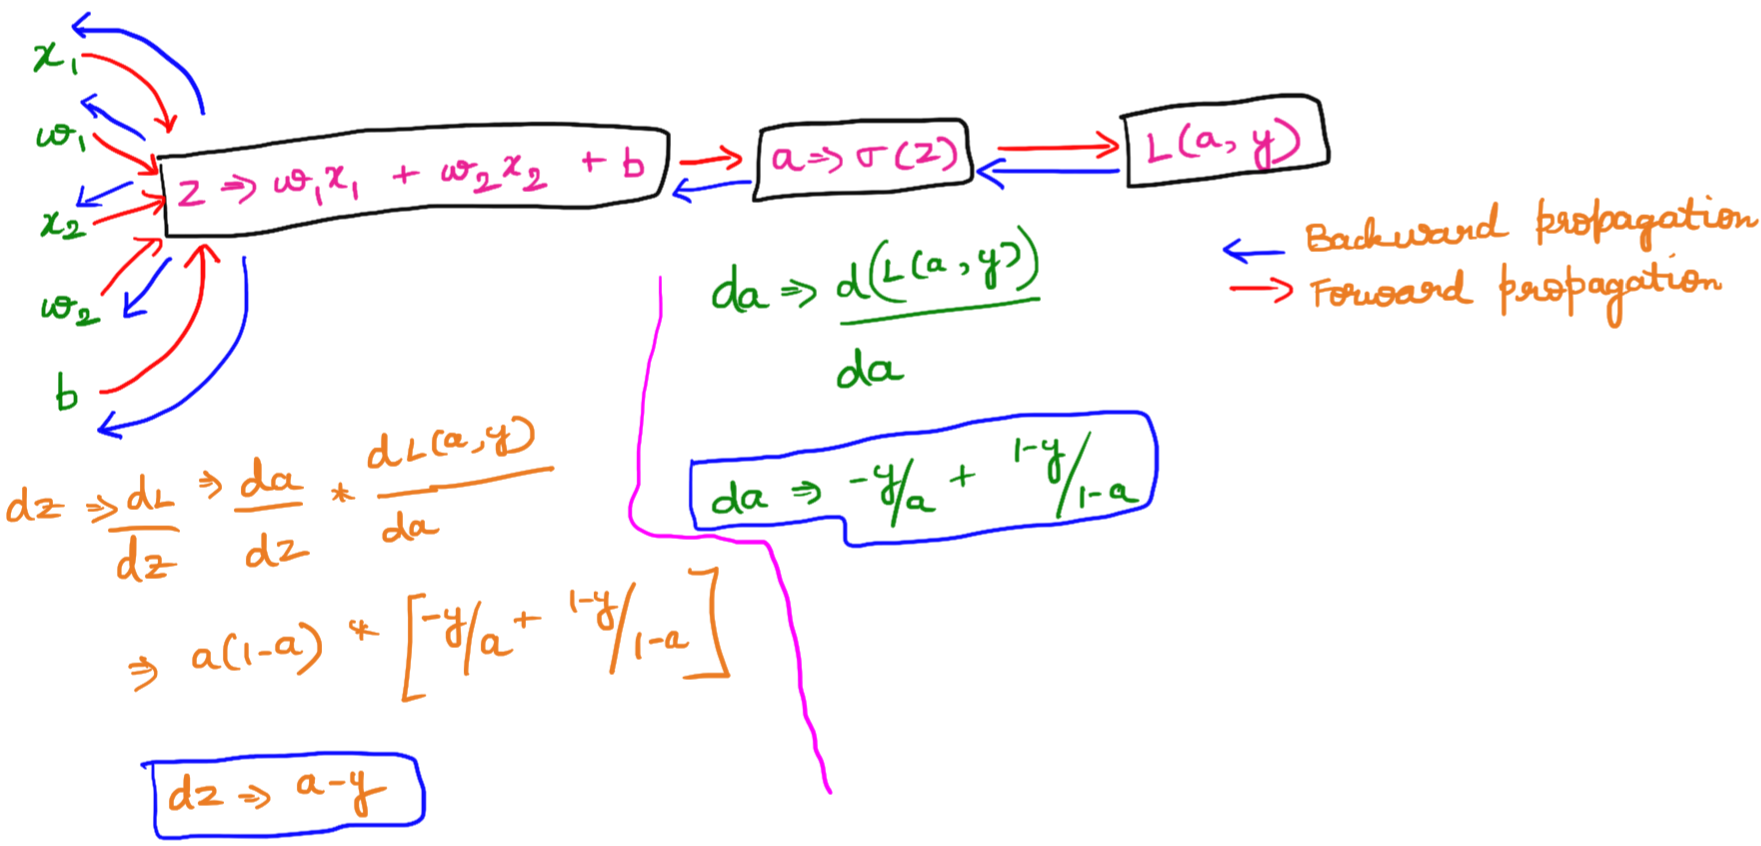 x₁
w₁
x₂
w₂
b
z ⇒ w₁x₁ + w₂x₂ + b
a ⇒ σ(z)
L(a, y)
Backward propagation
Forward propagation
da ⇒ d(L(a, y))
da
da ⇒ -y/a + 1-y/1-a
dz ⇒ dL/dz ⇒ da/dz * dL(a,y)/da
⇒ a(1-a) * [-y/a + 1-y/1-a]
dz ⇒ a-y